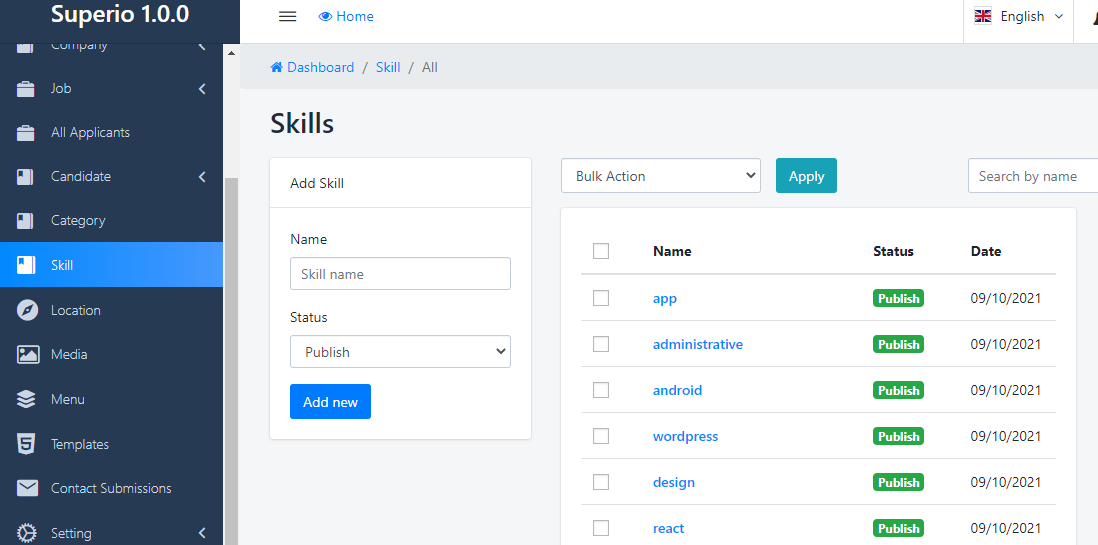 Superio 1.0.0
Home
English
Company
Job
All Applicants
Candidate
Category
Skill
Location
Media
Menu
Templates
Contact Submissions
Setting
Dashboard / Skill / All
Skills
Add Skill
Name
Skill name
Status
Publish
Add new
Bulk Action
Apply
Search by name
Name Status Date
app Publish 09/10/2021
administrative Publish 09/10/2021
android Publish 09/10/2021
wordpress Publish 09/10/2021
design Publish 09/10/2021
react Publish 09/10/2021